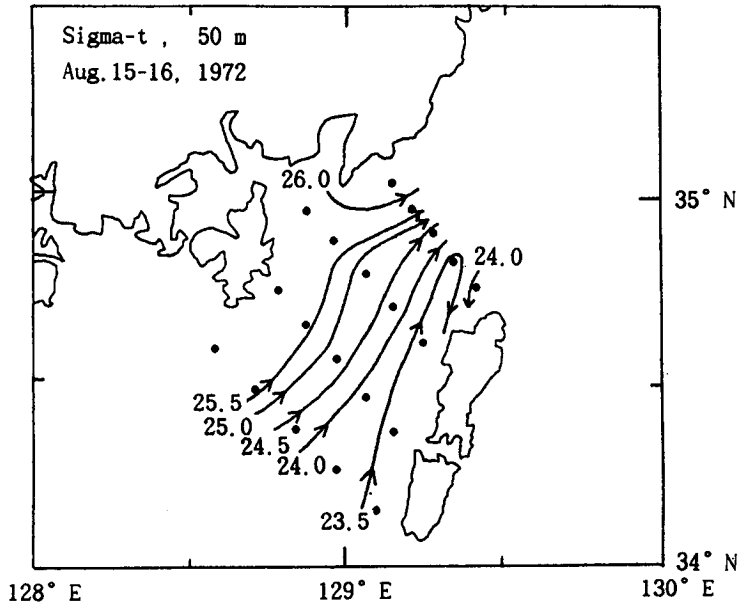 Sigma-t , 50 m
Aug.15-16, 1972
26.0
35° N
24.0
25.5
25.0
24.5
24.0
23.5
34° N
128° E
129° E
130° E